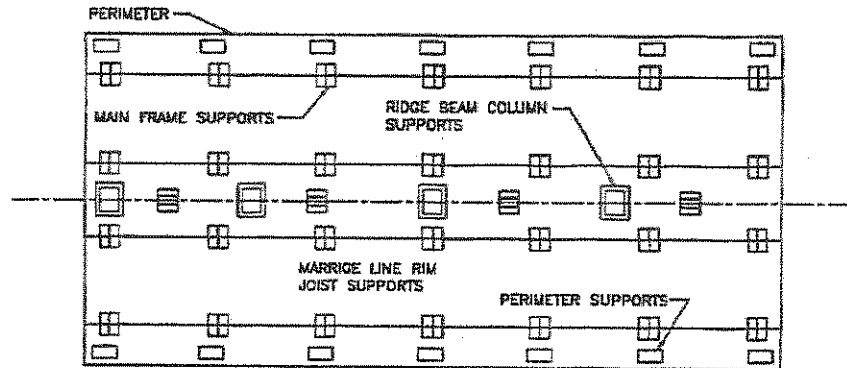 PERIMETER
MAIN FRAME SUPPORTS
RIDGE BEAM COLUMN
SUPPORTS
MARRIGE LINE RIM
JOIST SUPPORTS
PERIMETER SUPPORTS